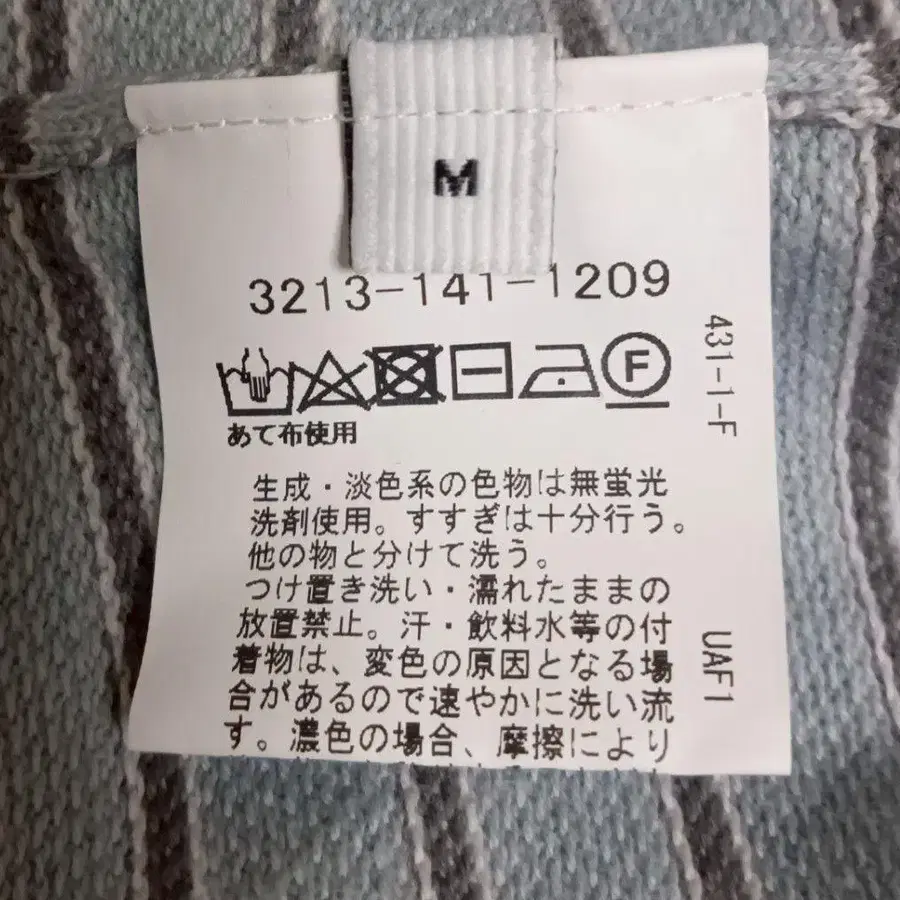 M
3213-141-1209
F
431-1-F
あて布使用
生成・淡色系の色物は無蛍光
洗剤使用。すすぎは十分行う。
他の物と分けて洗う。
つけ置き洗い・濡れたままの
放置禁止。汗・飲料水等の付
着物は、変色の原因となる場
合があるので速やかに洗い流
す。濃色の場合、摩擦により
UAF1